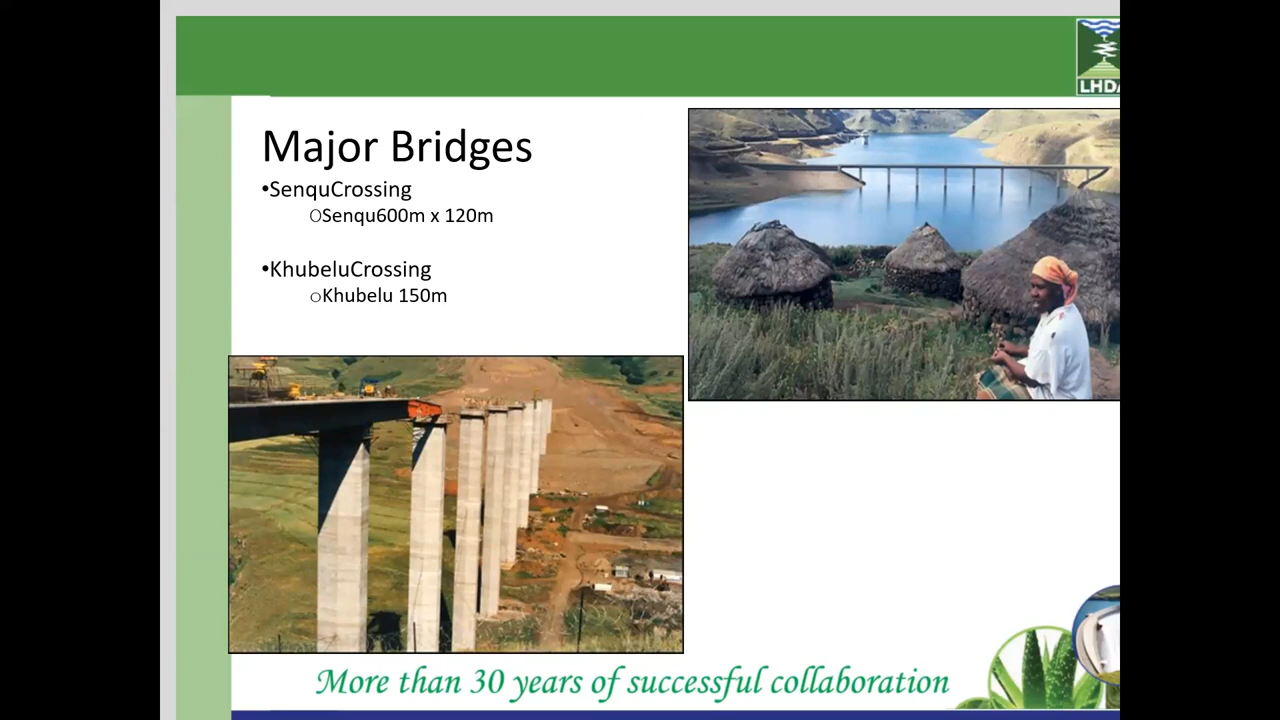 LHDA
Major Bridges
•SenquCrossing
OSenqu600m x 120m
•KhubeluCrossing
oKhubelu 150m
More than 30 years of successful collaboration